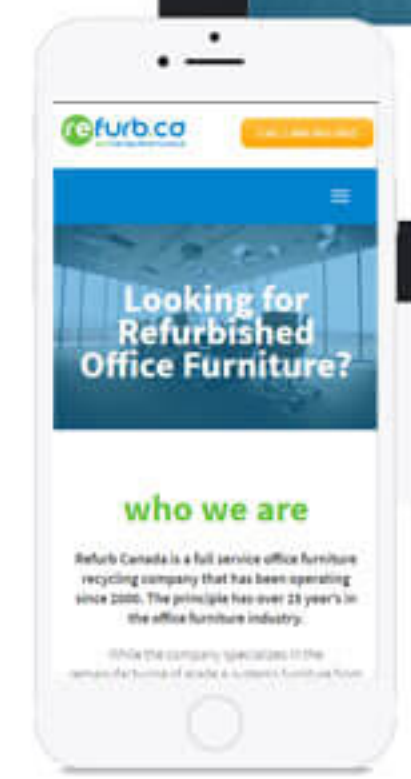 refurb.ca
Looking for
Refurbished
Office Furniture?
who we are
Refurb Canada is a full service office furniture
recycling company that has been operating
since 2000. The principle has over 25 year's in
the office furniture industry.
While the company specializes in the